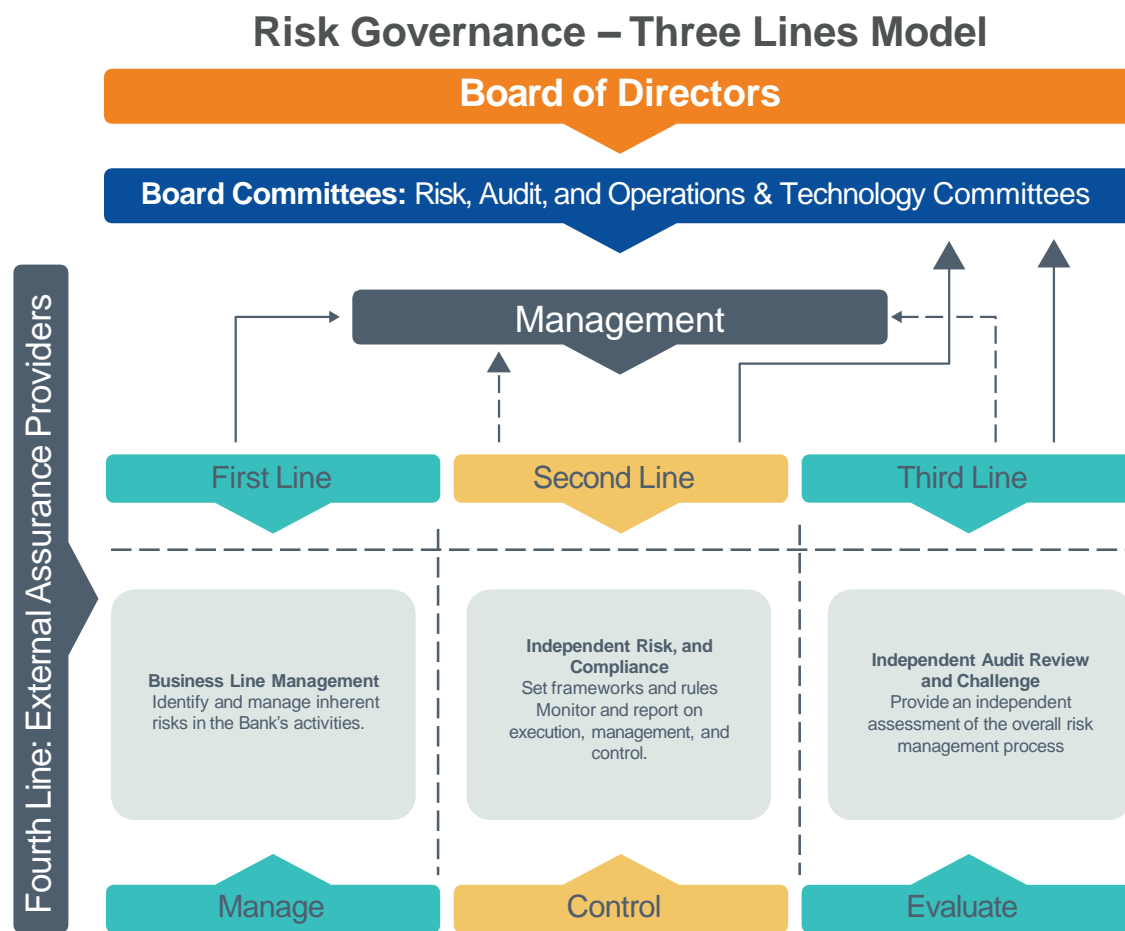 Risk Governance – Three Lines Model
Board of Directors
Board Committees: Risk, Audit, and Operations & Technology Committees
Fourth Line: External Assurance Providers
Management
First Line
Second Line
Third Line
Business Line Management
Identify and manage inherent
risks in the Bank's activities.
Independent Risk, and
Compliance
Set frameworks and rules
Monitor and report on
execution, management, and
control.
Independent Audit Review
and Challenge
Provide an independent
assessment of the overall risk
management process
Manage
Control
Evaluate